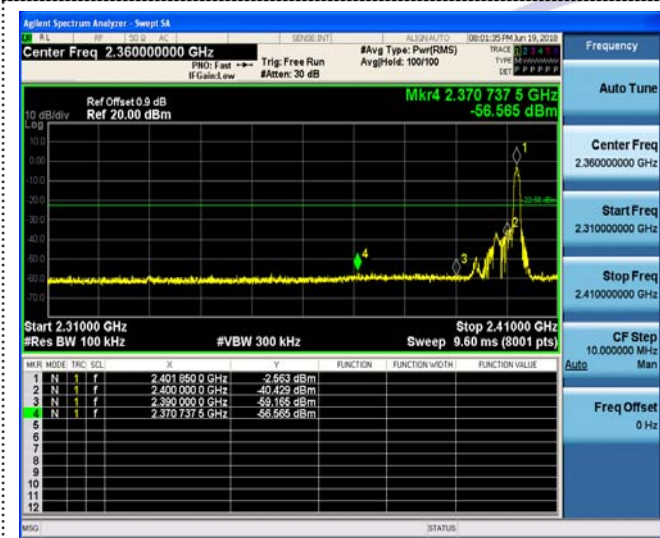 Agilent Spectrum Analyzer - Swept SA
RL RF 50 Ω AC SENSE:INT ALIGN AUTO 08:01:35 PM Jun 19, 2018
Center Freq 2.360000000 GHz
PNO: Fast
IFGain:Low
Trig: Free Run
#Atten: 30 dB
#Avg Type: Pwr(RMS)
Avg|Hold: 100/100
TRACE 1 2 3 4 5 6
TYPE
DET P P P P P P
Mkr4 2.370 737 5 GHz
-56.565 dBm
Ref Offset 0.9 dB
Ref 20.00 dBm
10 dB/div
Log
10.0
0.00
-10.0
-20.0
-30.0
-40.0
-50.0
-60.0
-70.0
1
2
3
4
Start 2.31000 GHz
Stop 2.41000 GHz
#Res BW 100 kHz
#VBW 300 kHz
Sweep 9.60 ms (8001 pts)
MKR MODE TRC SCL X Y FUNCTION FUNCTION WIDTH FUNCTION VALUE
1 N 1 f 2.401 850 0 GHz -2.563 dBm
2 N 1 f 2.400 000 0 GHz -40.429 dBm
3 N 1 f 2.390 000 0 GHz -59.165 dBm
4 N 1 f 2.370 737 5 GHz -56.565 dBm
5
6
7
8
9
10
11
12
MSG STATUS
Frequency
Auto Tune
Center Freq
2.360000000 GHz
Start Freq
2.310000000 GHz
Stop Freq
2.410000000 GHz
CF Step
10.000000 MHz
Auto Man
Freq Offset
0 Hz